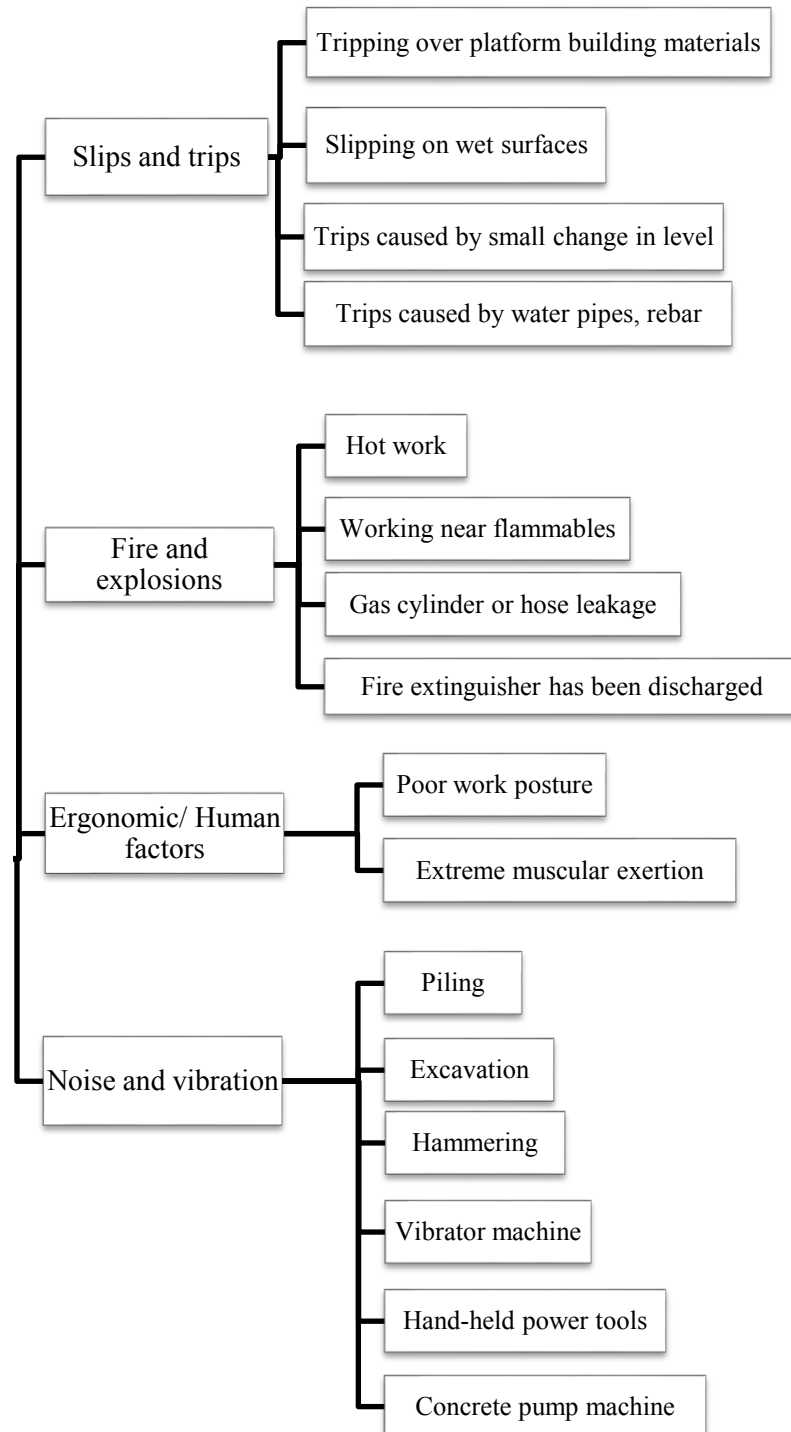 Tripping over platform building materials
Slips and trips
Slipping on wet surfaces
Trips caused by small change in level
Trips caused by water pipes, rebar
Fire and
explosions
Hot work
Working near flammables
Gas cylinder or hose leakage
Fire extinguisher has been discharged
Ergonomic/ Human
factors
Poor work posture
Extreme muscular exertion
Noise and vibration
Piling
Excavation
Hammering
Vibrator machine
Hand-held power tools
Concrete pump machine